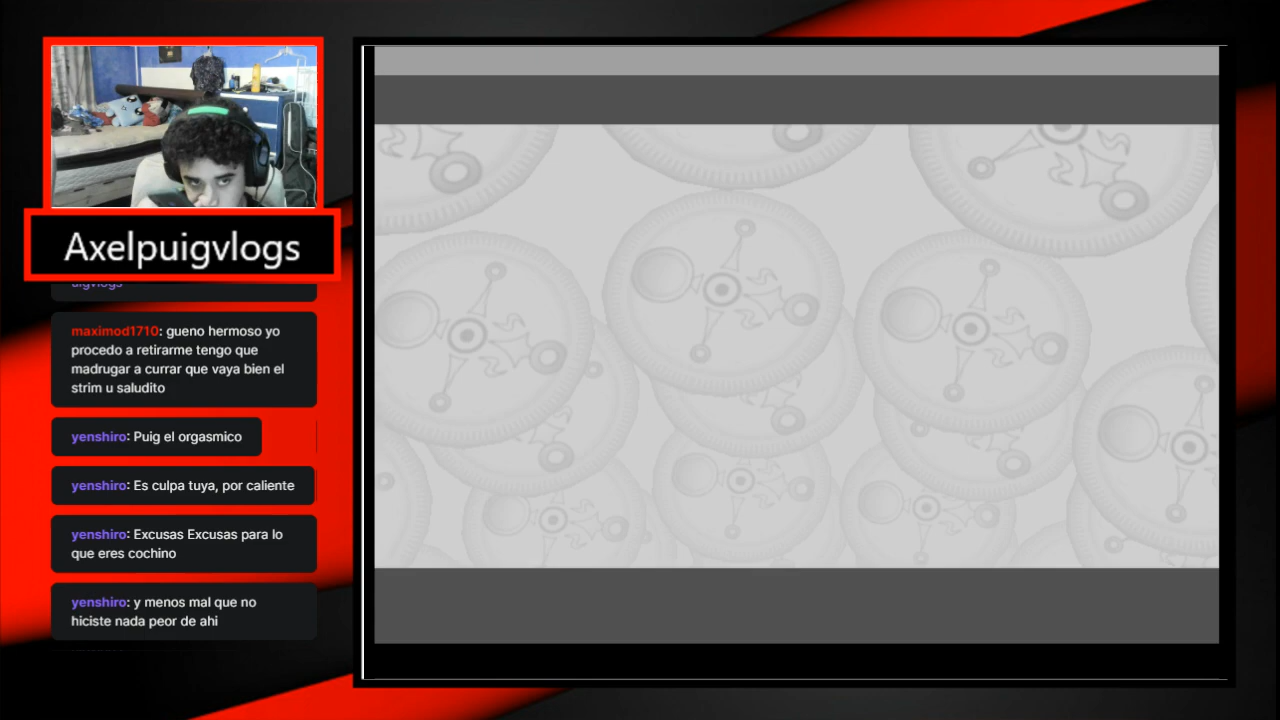 Axelpuigvlogs
uigvlogs
maximod1710: gueno hermoso yo
procedo a retirarme tengo que
madrugar a currar que vaya bien el
strim u saludito
yenshiro: Puig el orgasmico
yenshiro: Es culpa tuya, por caliente
yenshiro: Excusas Excusas para lo
que eres cochino
yenshiro: y menos mal que no
hiciste nada peor de ahi